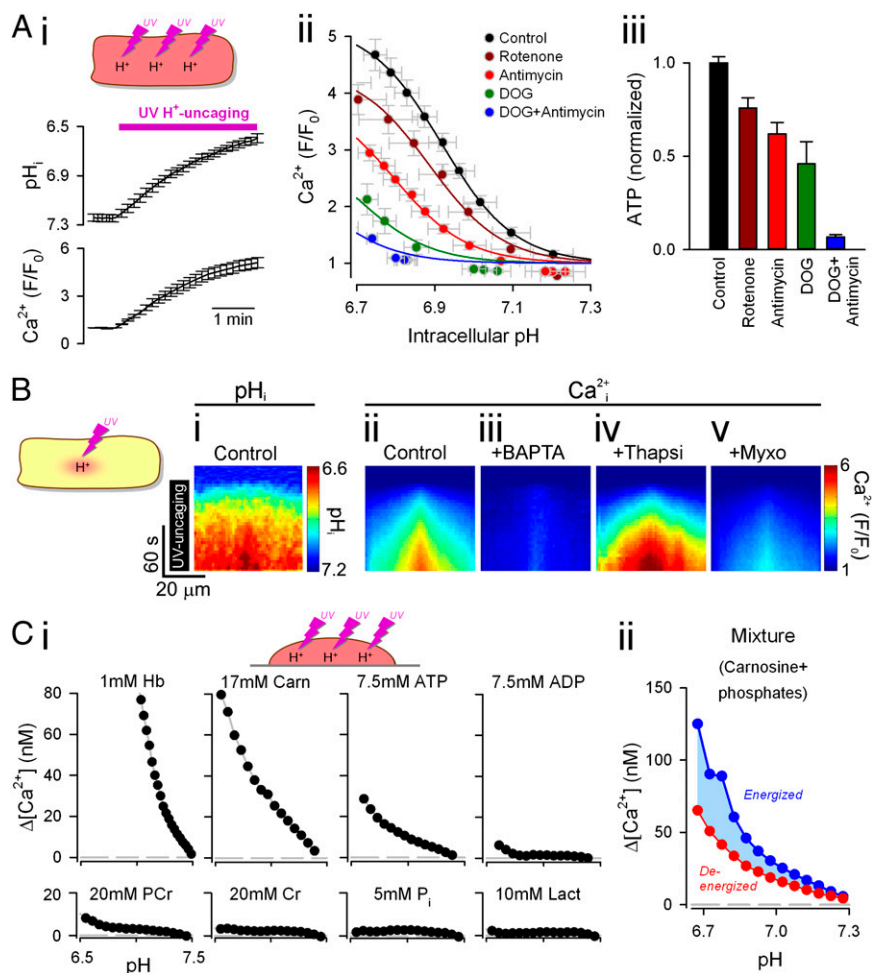 A
i
UV UV UV
H+ H+ H+
UV H+-uncaging
6.5
pHi
6.9
7.3
6
Ca2+ (F/F0)
3
0
1 min
ii
Control
Rotenone
Antimycin
DOG
DOG+Antimycin
5
4
3
2
1
Ca2+ (F/F0)
6.7 6.9 7.1 7.3
Intracellular pH
iii
ATP (normalized)
1.0
0.5
0.0
Control
Rotenone
Antimycin
DOG
DOG+
Antimycin
B
UV
H+
pHi
i
Control
UV-uncaging
60 s
20 μm
6.6
pHi
7.2
Ca2+i
ii iii iv v
Control +BAPTA +Thapsi +Myxo
6
Ca2+ (F/F0)
1
C
i
UV UV UV
H+ H+ H+
1mM Hb 17mM Carn 7.5mM ATP 7.5mM ADP
80
60
40
20
0
Δ[Ca2+] (nM)
20mM PCr 20mM Cr 5mM Pi 10mM Lact
20
0
6.5 7.5
pH
ii
Mixture
(Carnosine+
phosphates)
150
100
50
0
Δ[Ca2+] (nM)
Energized
De-
energized
6.7 7.0 7.3
pH